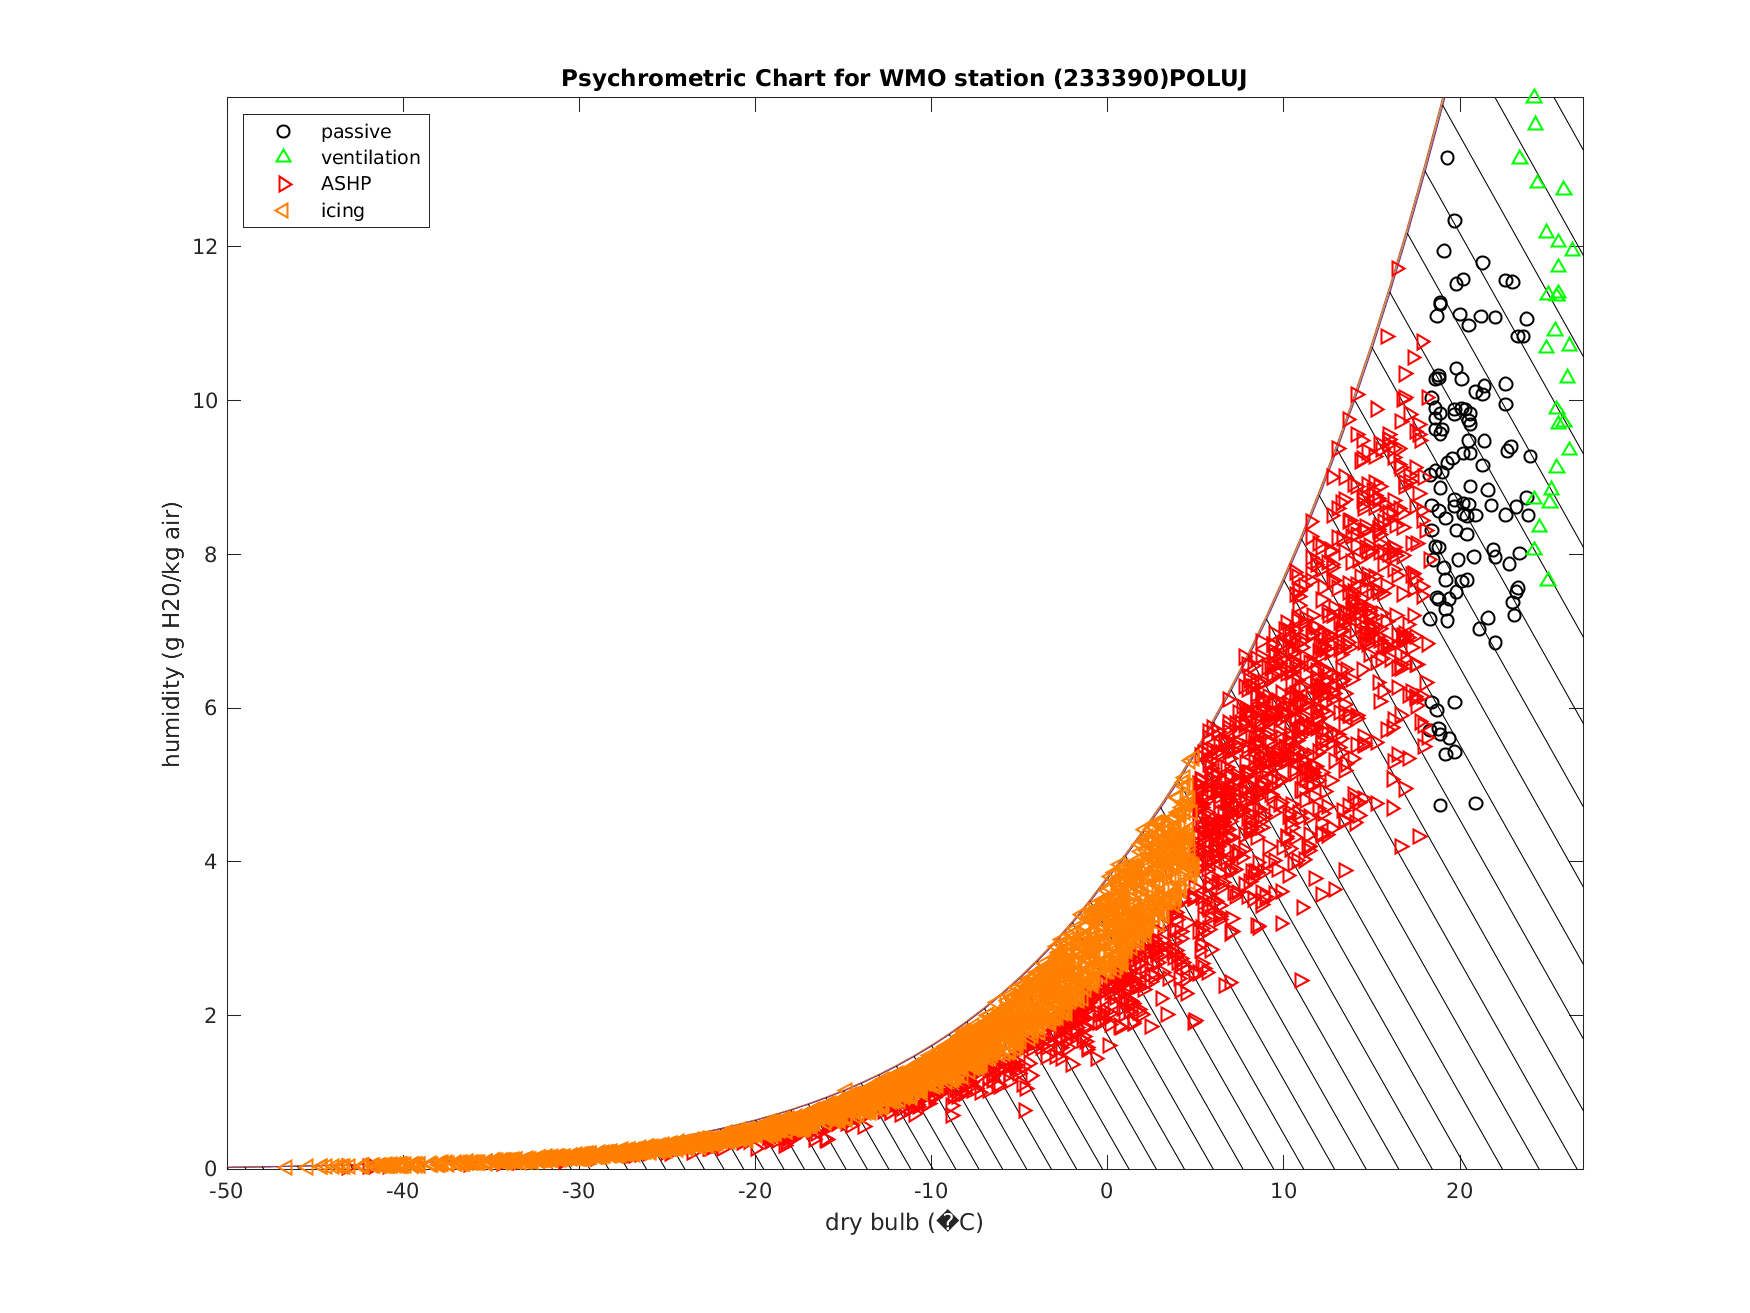 Psychrometric Chart for WMO station (233390)POLUJ
passive
ventilation
ASHP
icing
humidity (g H20/kg air)
12
10
8
6
4
2
0
-50 -40 -30 -20 -10 0 10 20
dry bulb (�C)